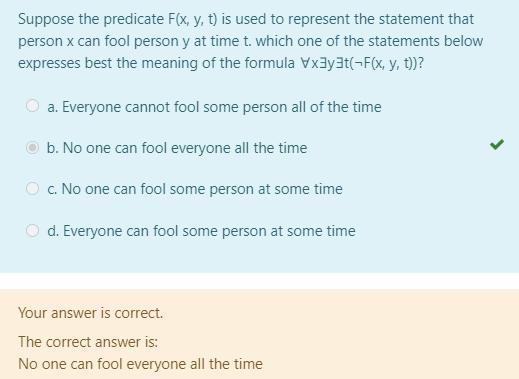 Suppose the predicate F(x, y, t) is used to represent the statement that
person x can fool person y at time t. which one of the statements below
expresses best the meaning of the formula ∀x∃y∃t(¬F(x, y, t))?
a. Everyone cannot fool some person all of the time
b. No one can fool everyone all the time
c. No one can fool some person at some time
d. Everyone can fool some person at some time
Your answer is correct.
The correct answer is:
No one can fool everyone all the time